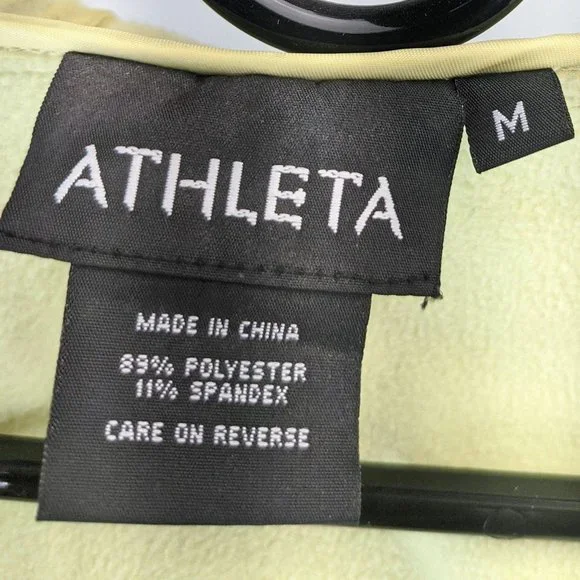 ATHLETA
M
MADE IN CHINA
89% POLYESTER
11% SPANDEX
CARE ON REVERSE